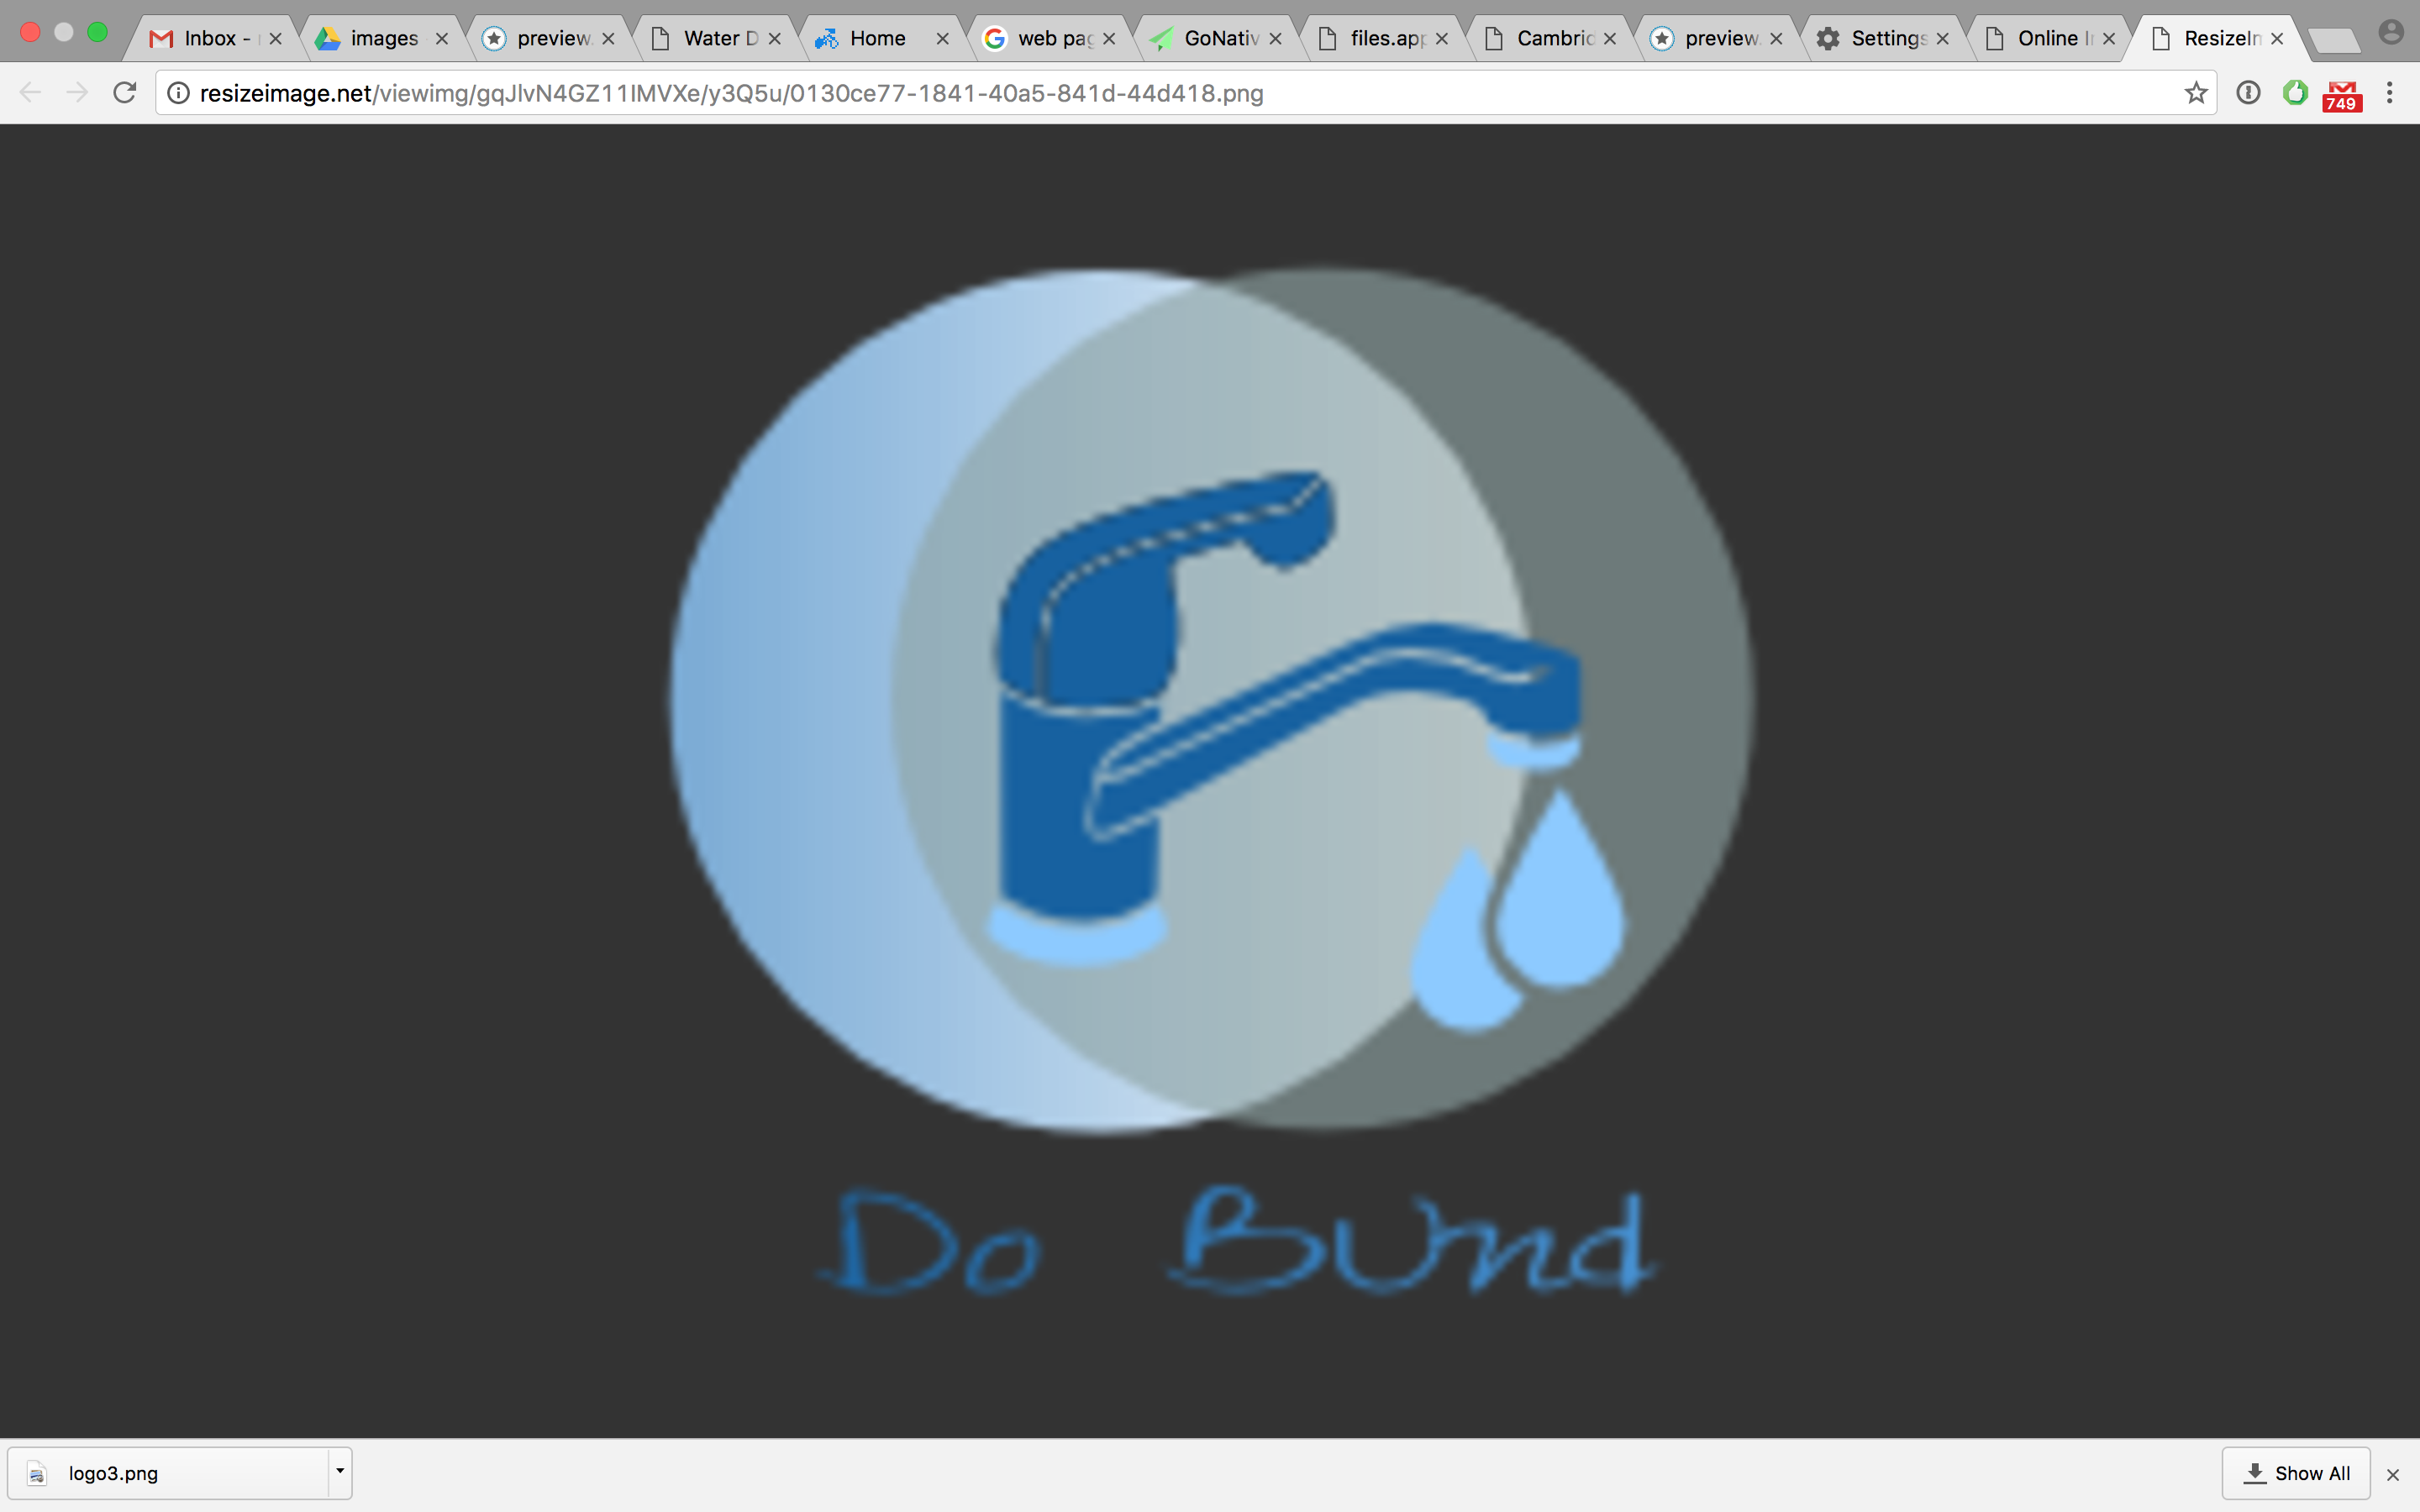 Inbox -
images
preview.
Water D
Home
web pag
GoNativ
files.app
Cambrid
preview.
Settings
Online I
ResizeIm
resizeimage.net/viewimg/gqJlvN4GZ11IMVXe/y3Q5u/0130ce77-1841-40a5-841d-44d418.png
749
Do Bund
logo3.png
Show All